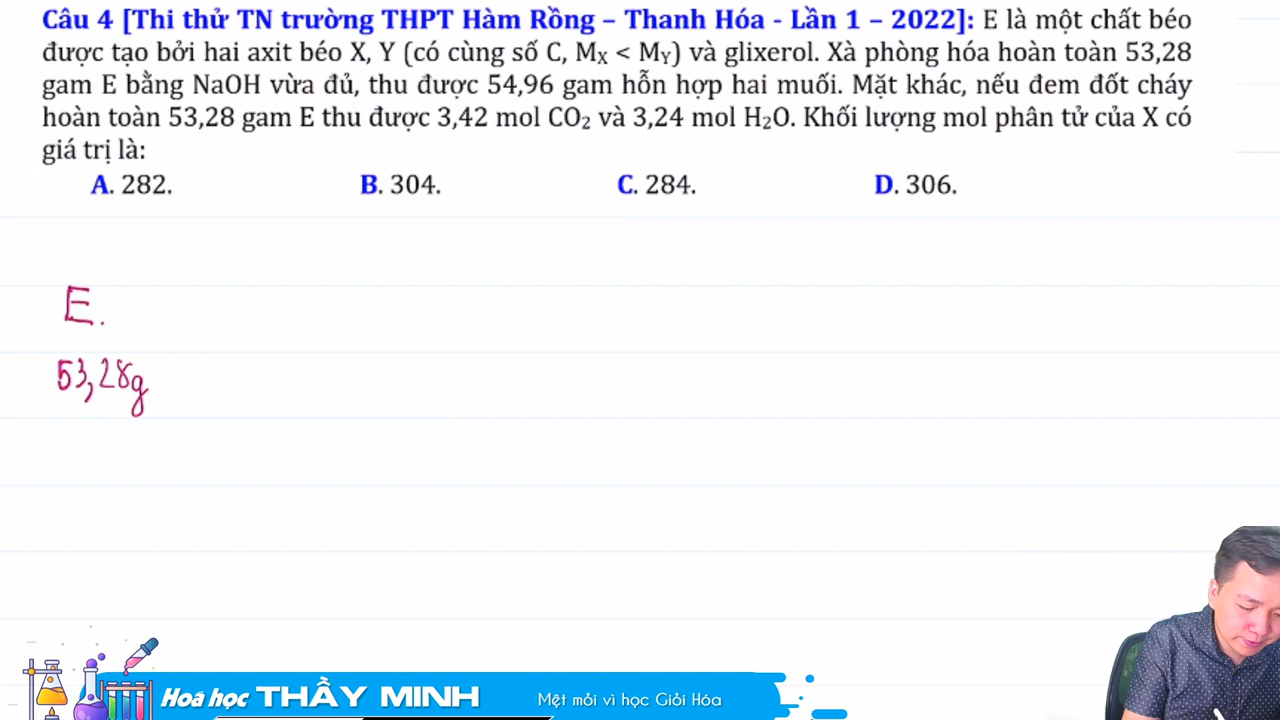 Câu 4 [Thi thử TN trường THPT Hàm Rồng – Thanh Hóa - Lần 1 – 2022]: E là một chất béo
được tạo bởi hai axit béo X, Y (có cùng số C, Mₓ < Mᵧ) và glixerol. Xà phòng hóa hoàn toàn 53,28
gam E bằng NaOH vừa đủ, thu được 54,96 gam hỗn hợp hai muối. Mặt khác, nếu đem đốt cháy
hoàn toàn 53,28 gam E thu được 3,42 mol CO₂ và 3,24 mol H₂O. Khối lượng mol phân tử của X có
giá trị là:
A. 282. B. 304. C. 284. D. 306.
E.
53,28g
Hoá học THẦY MINH Mệt mỏi vì học Giỏi Hóa